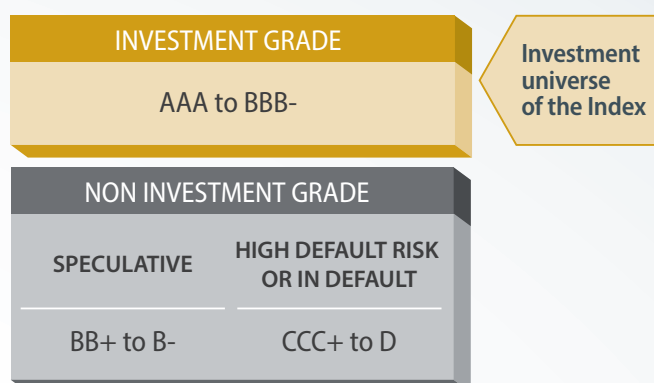 INVESTMENT GRADE
AAA to BBB-
Investment
universe
of the Index
NON INVESTMENT GRADE
SPECULATIVE
BB+ to B-
HIGH DEFAULT RISK
OR IN DEFAULT
CCC+ to D